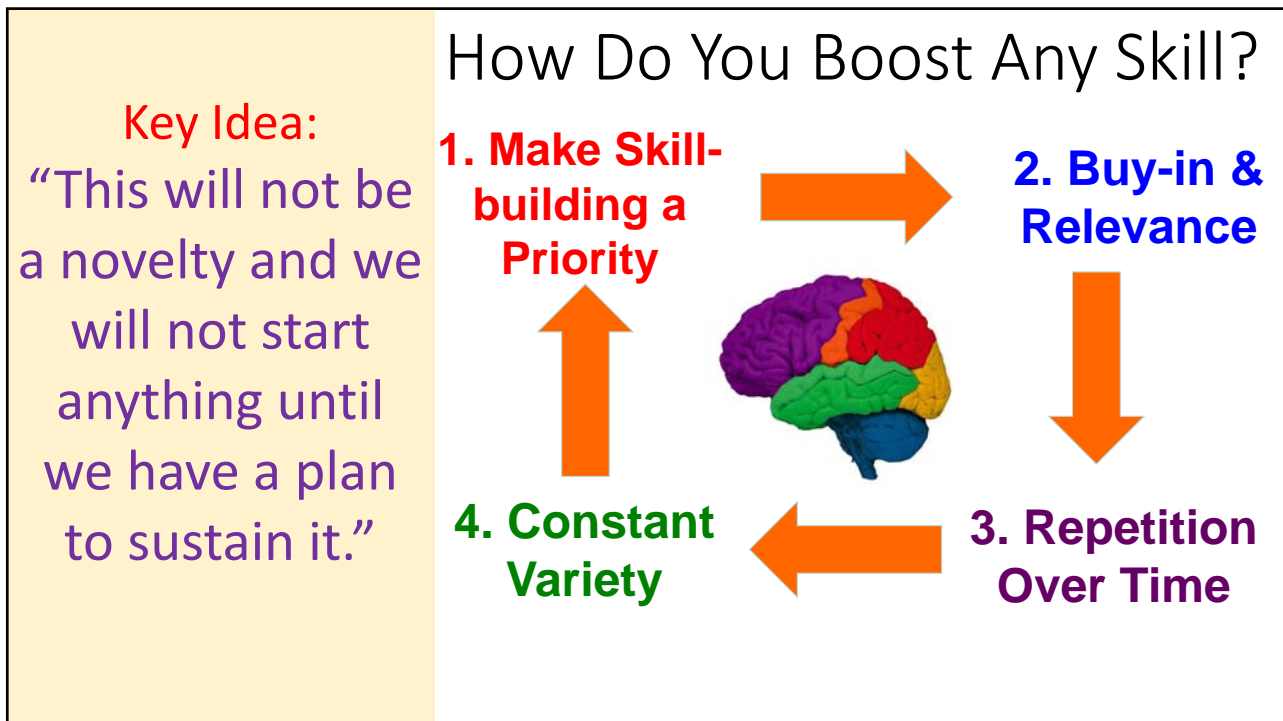 How Do You Boost Any Skill?
Key Idea:
“This will not be
a novelty and we
will not start
anything until
we have a plan
to sustain it.”
1. Make Skill-
building a
Priority
2. Buy-in &
Relevance
3. Repetition
Over Time
4. Constant
Variety